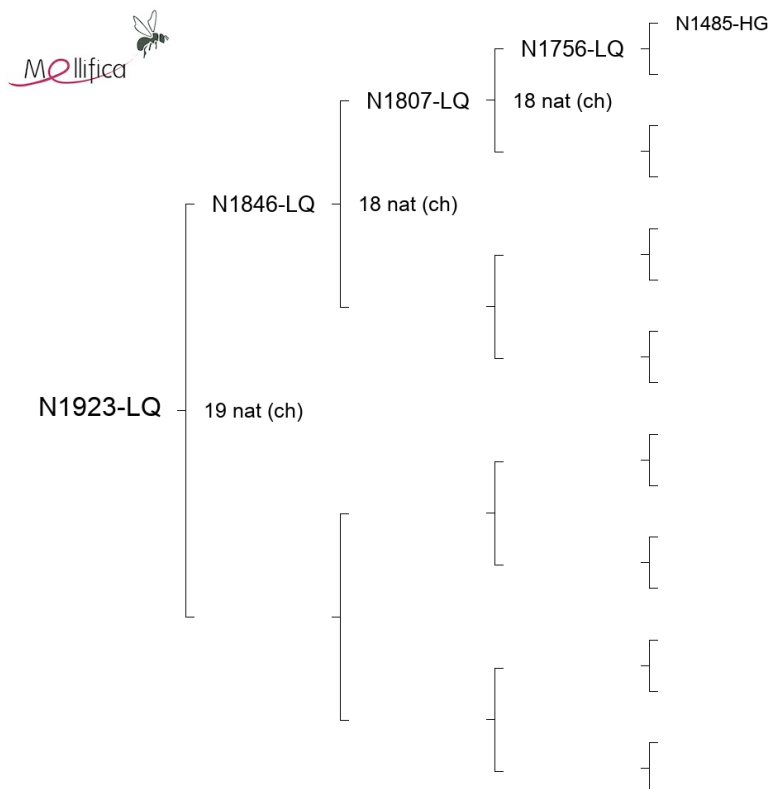 Mellifica
N1485-HG
N1756-LQ
N1807-LQ
18 nat (ch)
N1846-LQ
18 nat (ch)
N1923-LQ
19 nat (ch)